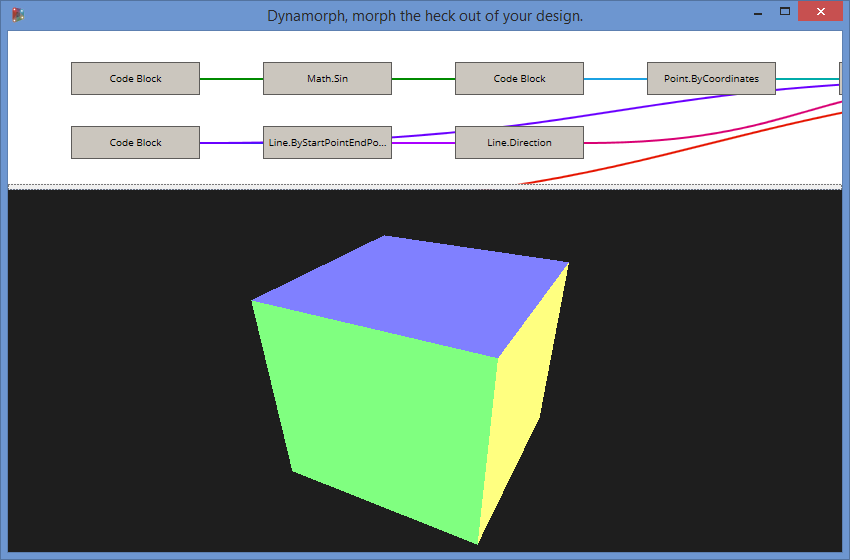 Dynamorph, morph the heck out of your design.
Code Block
Math.Sin
Code Block
Point.ByCoordinates
Code Block
Line.ByStartPointEndPo...
Line.Direction